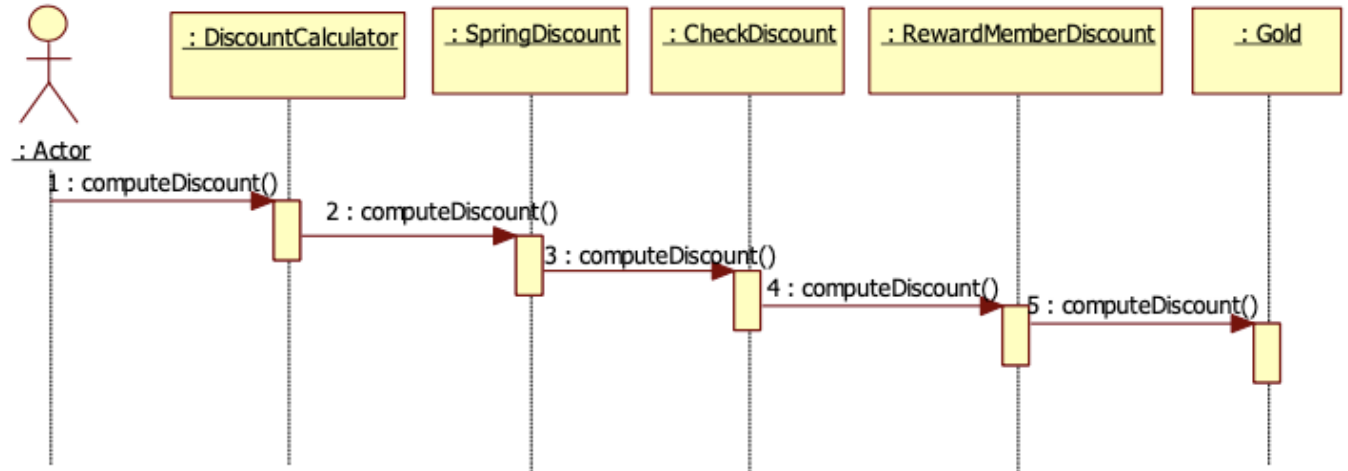 : DiscountCalculator
: SpringDiscount
: CheckDiscount
: RewardMemberDiscount
: Gold
: Actor
1 : computeDiscount()
2 : computeDiscount()
3 : computeDiscount()
4 : computeDiscount()
5 : computeDiscount()